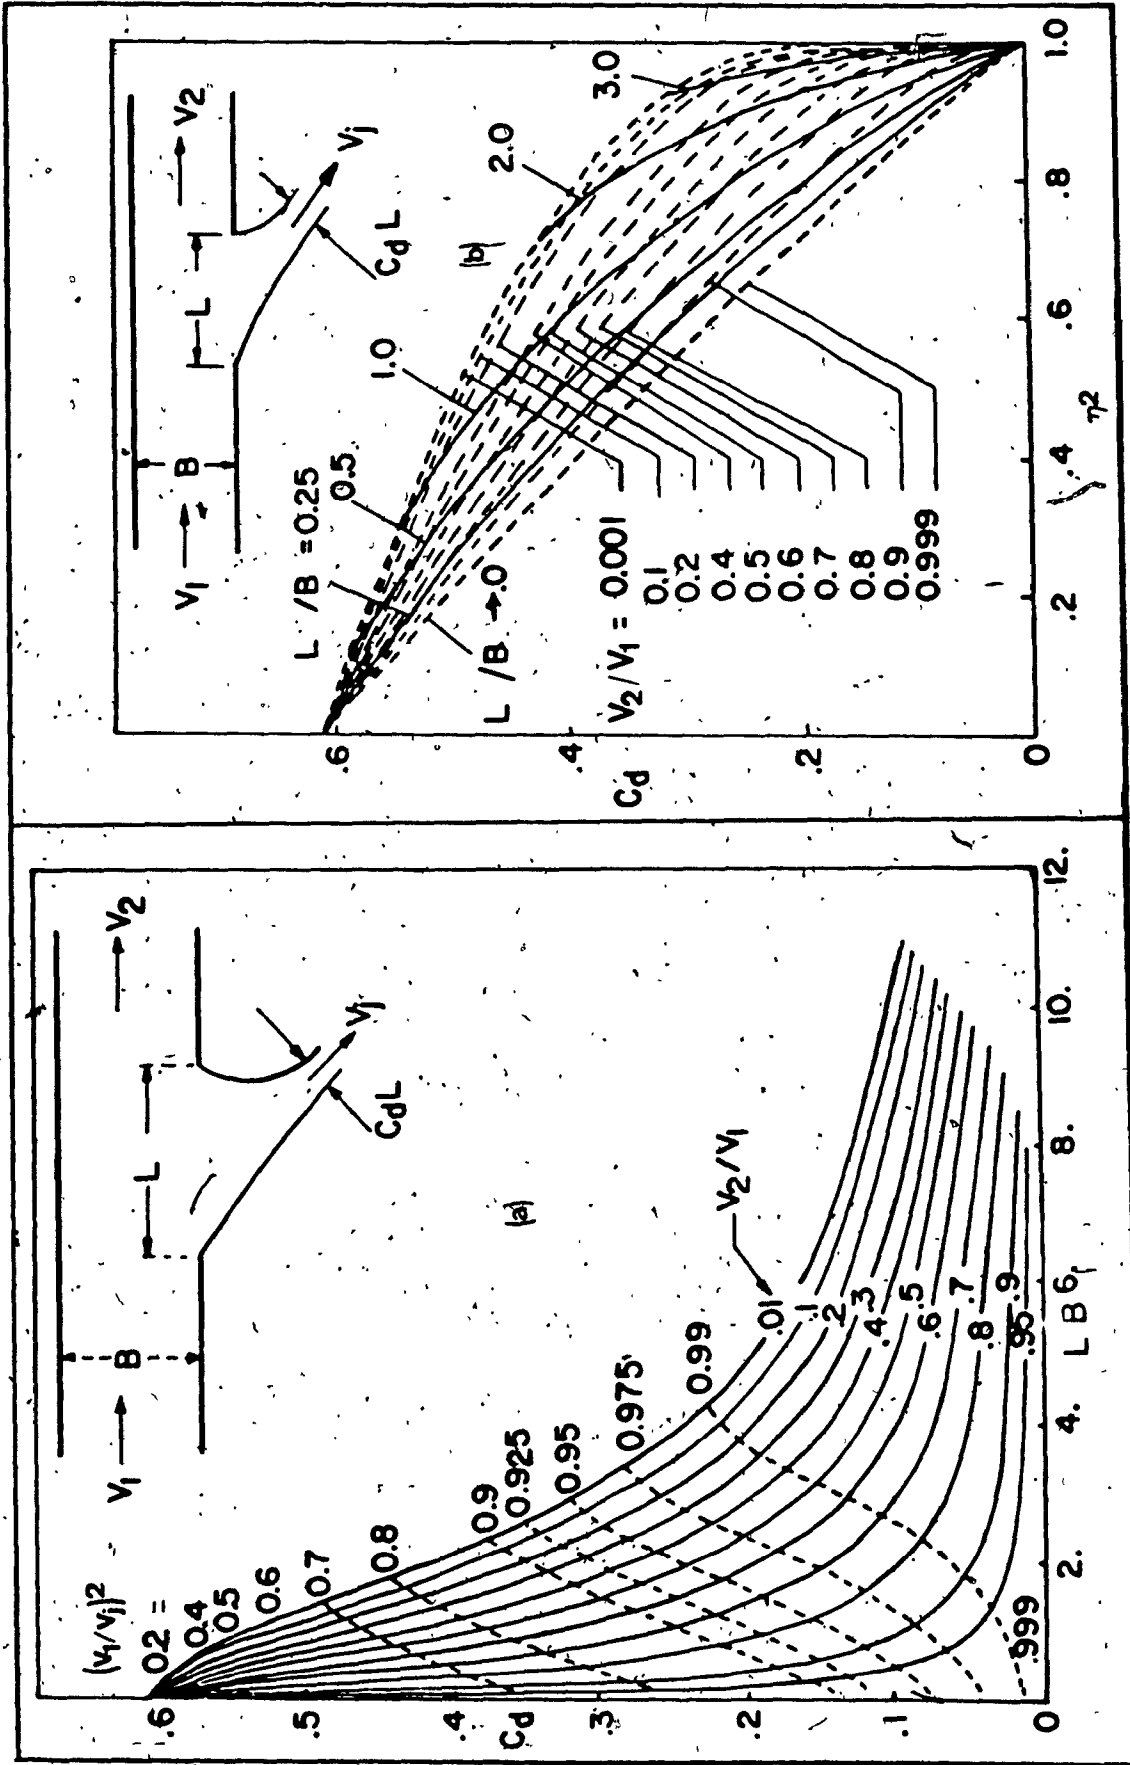 (V1/Vj)²
0.2 =
0.4
0.5
0.6
0.7
0.8
0.9
0.925
0.95
0.975
0.99
V1
B
L
V2
Vj
CdL
(a)
V2/V1
.01
.1
.2
.3
.4
.5
.6
.7
.8
.9
.95
.999
Cd
.6
.5
.4
.3
.2
.1
0
2.
4.
6.
8.
10.
12.
L B
V1
B
L
V2
Vj
CdL
(b)
L/B = 0.25
0.5
1.0
2.0
3.0
L/B → .0
V2/V1 = 0.001
0.1
0.2
0.4
0.5
0.6
0.7
0.8
0.9
0.999
Cd
.6
.4
.2
0
.2
.4
.6
.8
1.0
η2